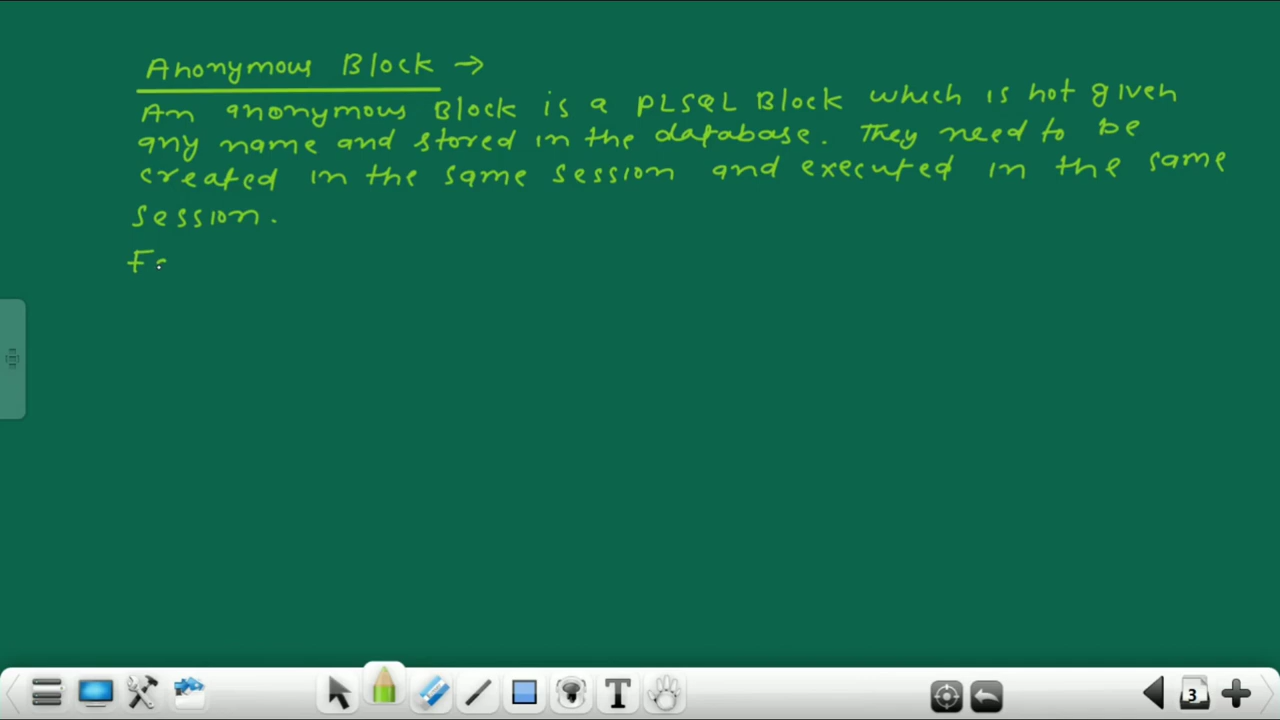 Anonymous Block →
An anonymous Block is a PLSQL Block which is not given
any name and stored in the database. They need to be
created in the same session and executed in the same
session.
3